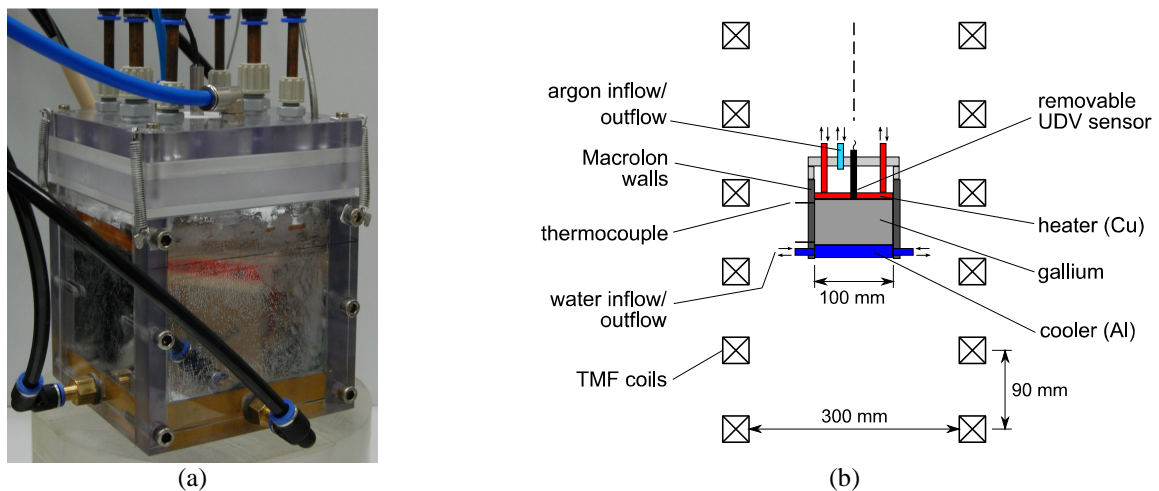 argon inflow/
outflow
Macrolon
walls
thermocouple
water inflow/
outflow
TMF coils
removable
UDV sensor
heater (Cu)
gallium
cooler (Al)
100 mm
90 mm
300 mm
(a)
(b)